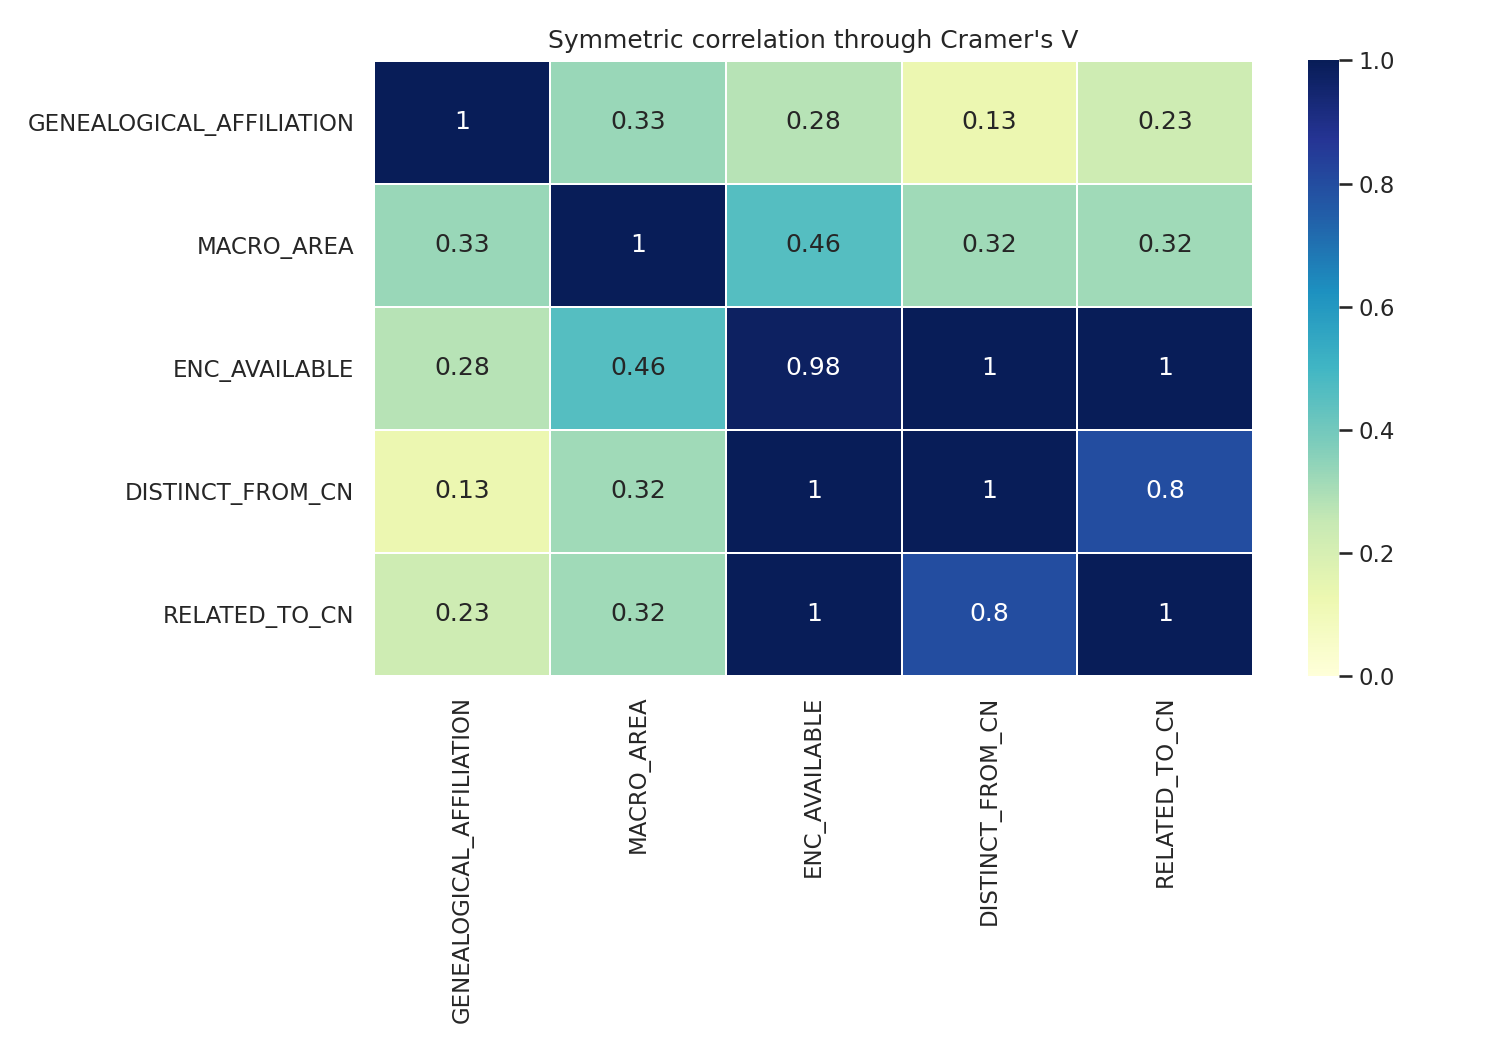 Symmetric correlation through Cramer's V
GENEALOGICAL_AFFILIATION 1 0.33 0.28 0.13 0.23
MACRO_AREA 0.33 1 0.46 0.32 0.32
ENC_AVAILABLE 0.28 0.46 0.98 1 1
DISTINCT_FROM_CN 0.13 0.32 1 1 0.8
RELATED_TO_CN 0.23 0.32 1 0.8 1
GENEALOGICAL_AFFILIATION
MACRO_AREA
ENC_AVAILABLE
DISTINCT_FROM_CN
RELATED_TO_CN
1.0
0.8
0.6
0.4
0.2
0.0